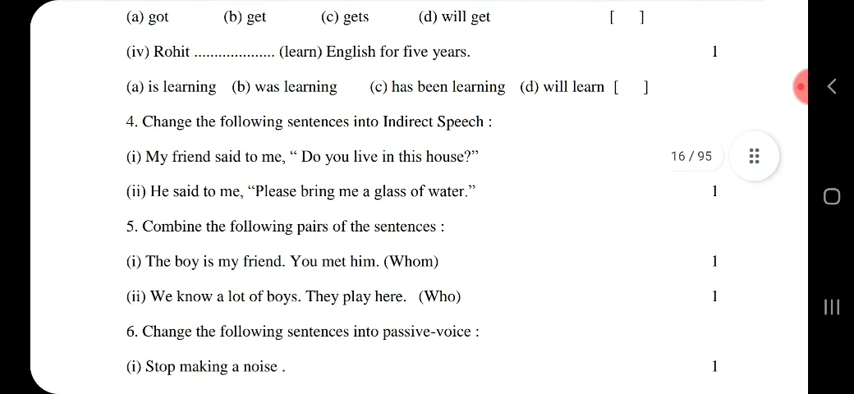 (a) got (b) get (c) gets (d) will get [ ]
(iv) Rohit .................... (learn) English for five years. 1
(a) is learning (b) was learning (c) has been learning (d) will learn [ ]
4. Change the following sentences into Indirect Speech :
(i) My friend said to me, “ Do you live in this house?”
16 / 95
(ii) He said to me, “Please bring me a glass of water.” 1
5. Combine the following pairs of the sentences :
(i) The boy is my friend. You met him. (Whom) 1
(ii) We know a lot of boys. They play here. (Who) 1
6. Change the following sentences into passive-voice :
(i) Stop making a noise . 1